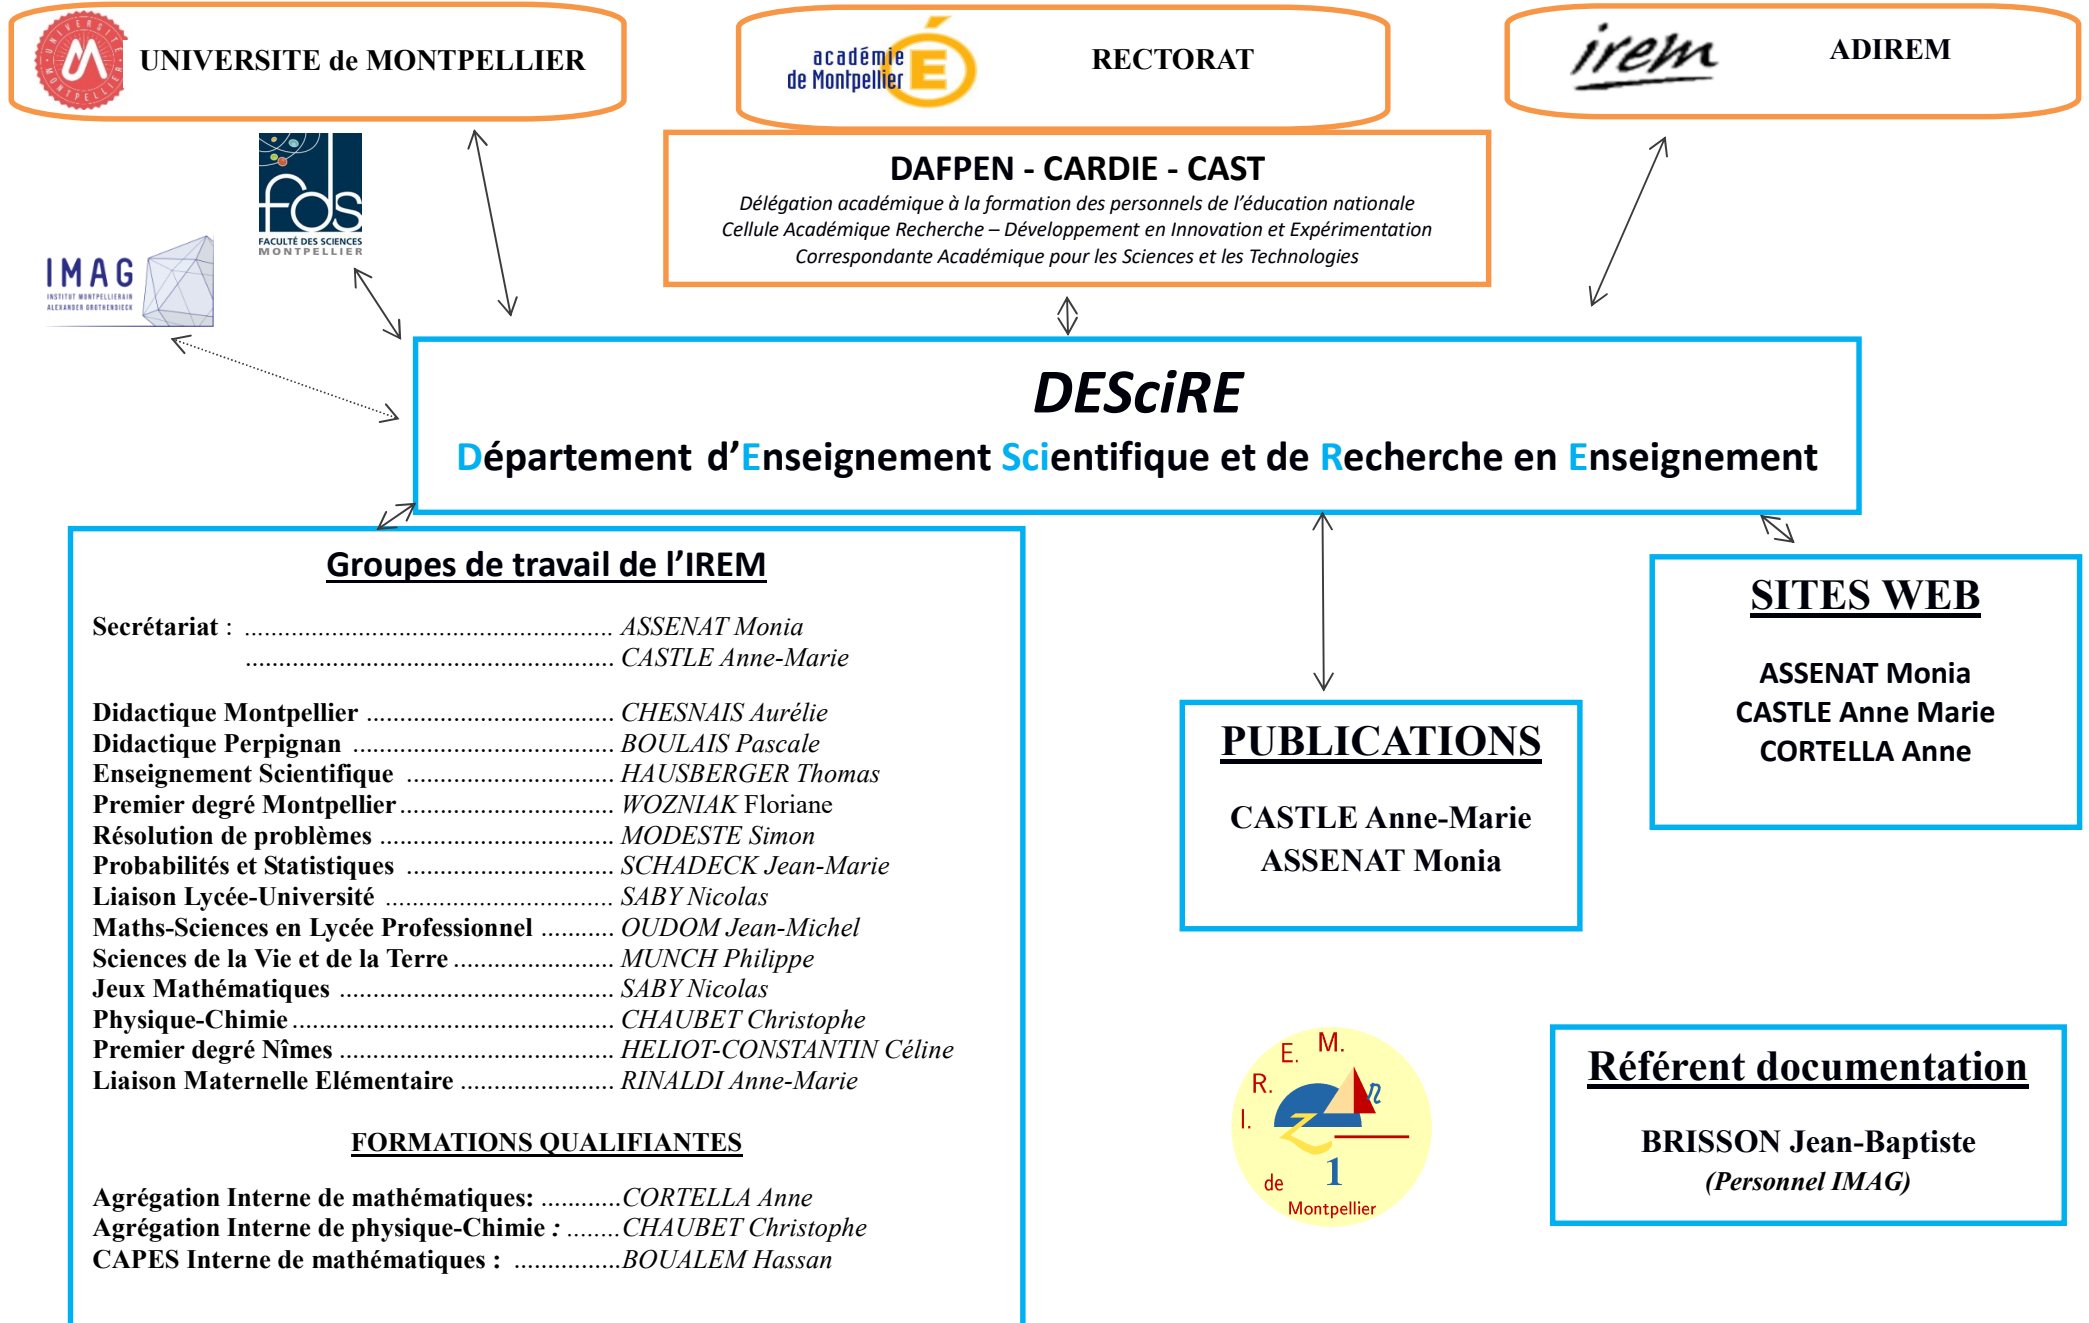 UNIVERSITE de MONTPELLIER
académie
de Montpellier
RECTORAT
irem
ADIREM
UNIVERSITÉ
MONTPELLIER
fds
FACULTÉ DES SCIENCES
MONTPELLIER
IMAG
INSTITUT MONTPELLIERAIN
ALEXANDER GROTHENDIECK
DAFPEN - CARDIE - CAST
Délégation académique à la formation des personnels de l'éducation nationale
Cellule Académique Recherche – Développement en Innovation et Expérimentation
Correspondante Académique pour les Sciences et les Technologies
DESciRE
Département d'Enseignement Scientifique et de Recherche en Enseignement
Groupes de travail de l'IREM
Secrétariat : ....................................................... ASSENAT Monia
....................................................... CASTLE Anne-Marie
Didactique Montpellier ..................................... CHESNAIS Aurélie
Didactique Perpignan ....................................... BOULAIS Pascale
Enseignement Scientifique ............................... HAUSBERGER Thomas
Premier degré Montpellier ................................ WOZNIAK Floriane
Résolution de problèmes ................................... MODESTE Simon
Probabilités et Statistiques ............................... SCHADECK Jean-Marie
Liaison Lycée-Université .................................. SABY Nicolas
Maths-Sciences en Lycée Professionnel ........... OUDOM Jean-Michel
Sciences de la Vie et de la Terre ........................ MUNCH Philippe
Jeux Mathématiques ......................................... SABY Nicolas
Physique-Chimie ................................................ CHAUBET Christophe
Premier degré Nîmes ......................................... HELIOT-CONSTANTIN Céline
Liaison Maternelle Elémentaire ....................... RINALDI Anne-Marie
FORMATIONS QUALIFIANTES
Agrégation Interne de mathématiques: ............CORTELLA Anne
Agrégation Interne de physique-Chimie : ........CHAUBET Christophe
CAPES Interne de mathématiques : ................BOUALEM Hassan
PUBLICATIONS
CASTLE Anne-Marie
ASSENAT Monia
SITES WEB
ASSENAT Monia
CASTLE Anne Marie
CORTELLA Anne
I. R. E. M.
n
1
de
Montpellier
Référent documentation
BRISSON Jean-Baptiste
(Personnel IMAG)